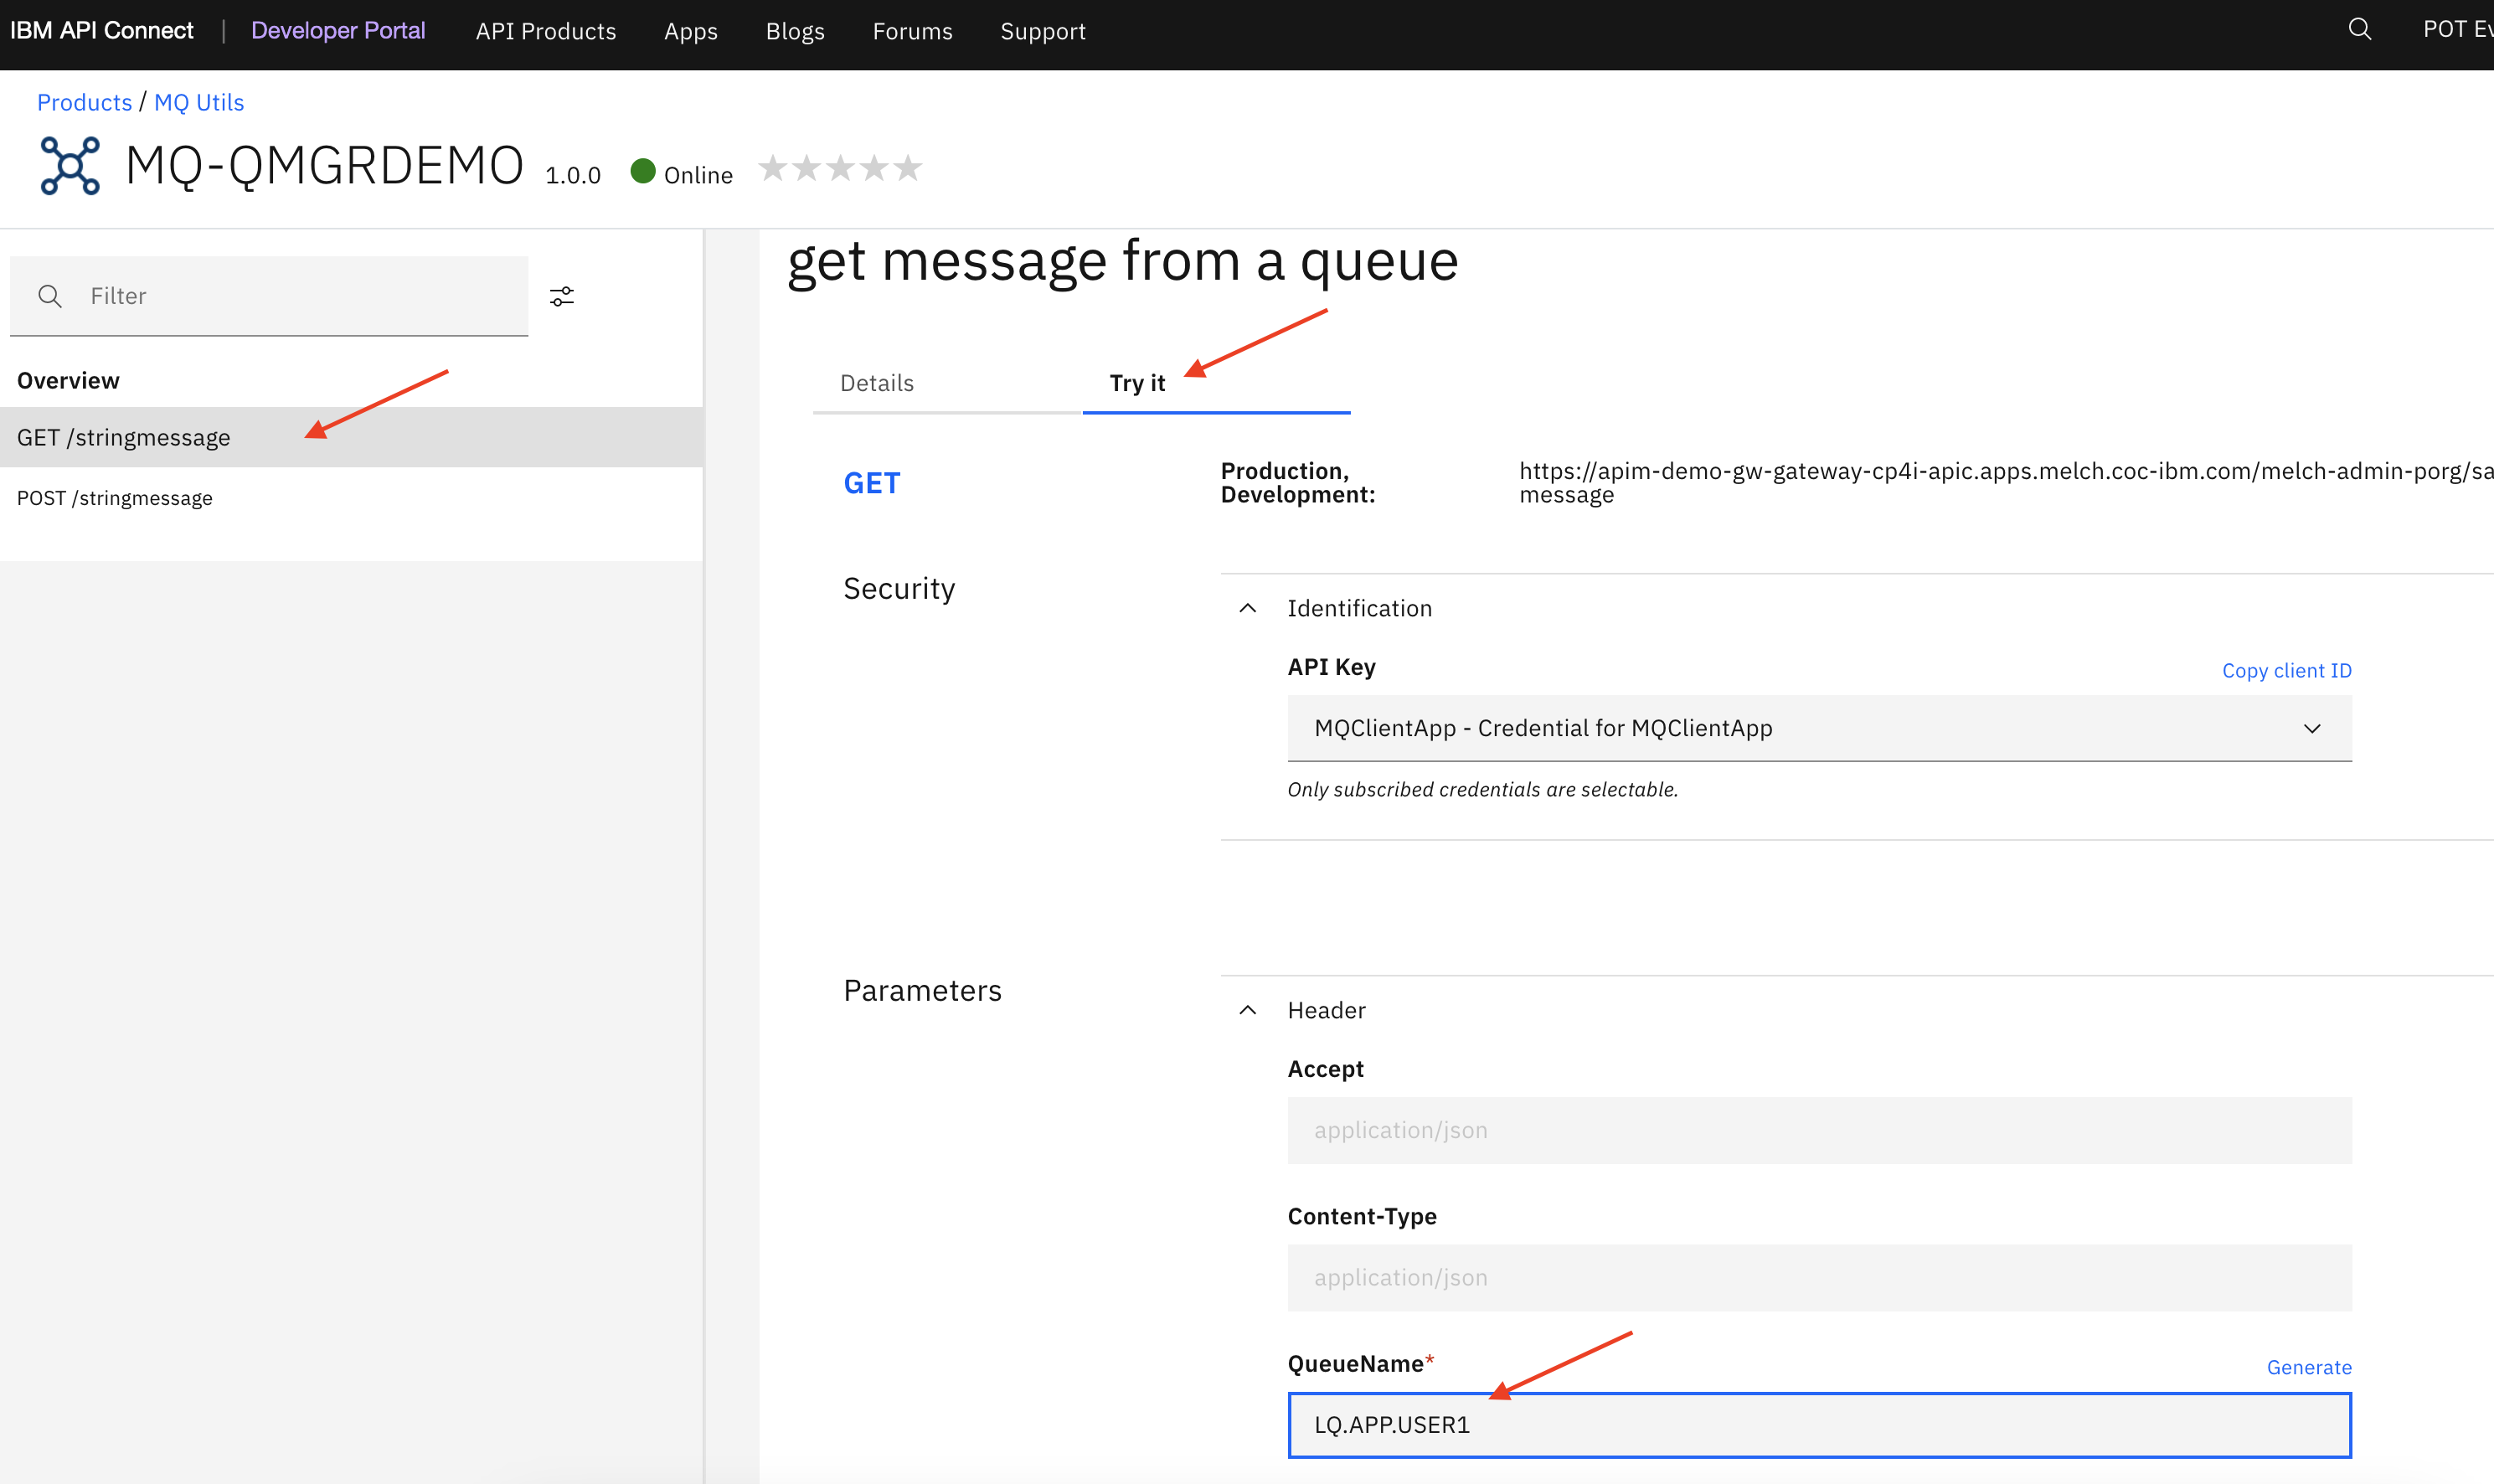 IBM API Connect | Developer Portal API Products Apps Blogs Forums Support POT Ev
Products / MQ Utils
MQ-QMGRDEMO 1.0.0 Online
Filter
Overview
GET /stringmessage
POST /stringmessage
get message from a queue
Details Try it
GET
Production, Development:
https://apim-demo-gw-gateway-cp4i-apic.apps.melch.coc-ibm.com/melch-admin-porg/sa
message
Security
Identification
API Key Copy client ID
MQClientApp - Credential for MQClientApp
Only subscribed credentials are selectable.
Parameters
Header
Accept
application/json
Content-Type
application/json
QueueName* Generate
LQ.APP.USER1